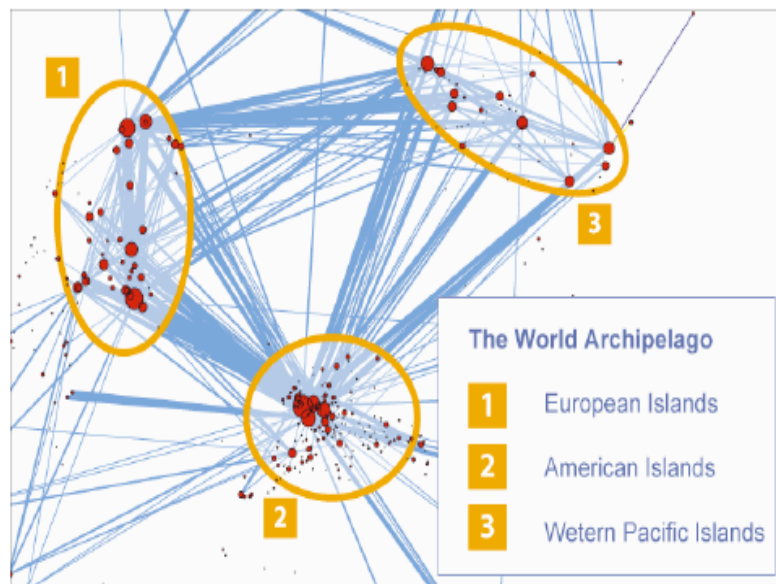 1
3
2
The World Archipelago
1 European Islands
2 American Islands
3 Wetern Pacific Islands